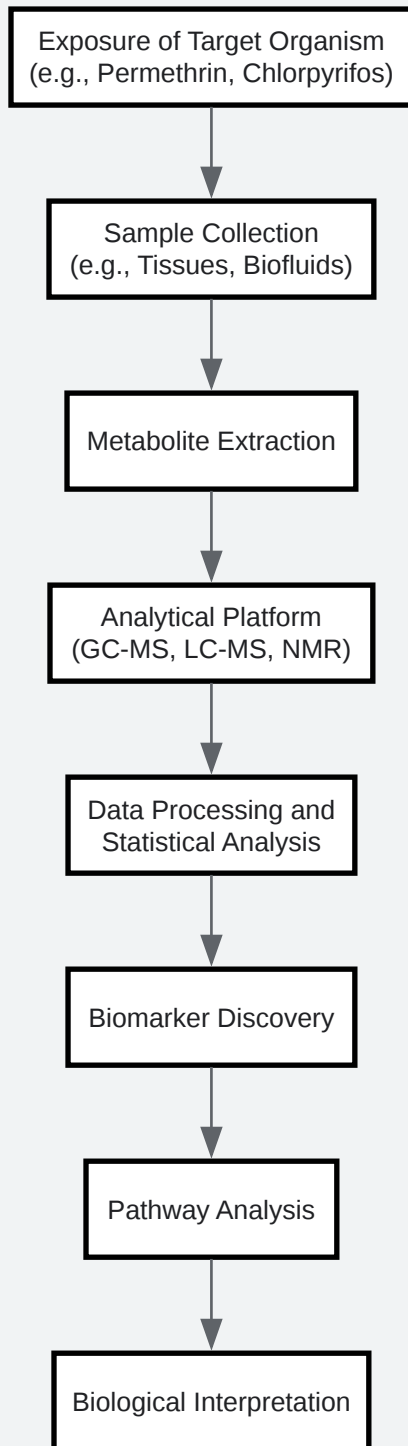 Exposure of Target Organism
(e.g., Permethrin, Chlorpyrifos)
Sample Collection
(e.g., Tissues, Biofluids)
Metabolite Extraction
Analytical Platform
(GC-MS, LC-MS, NMR)
Data Processing and
Statistical Analysis
Biomarker Discovery
Pathway Analysis
Biological Interpretation